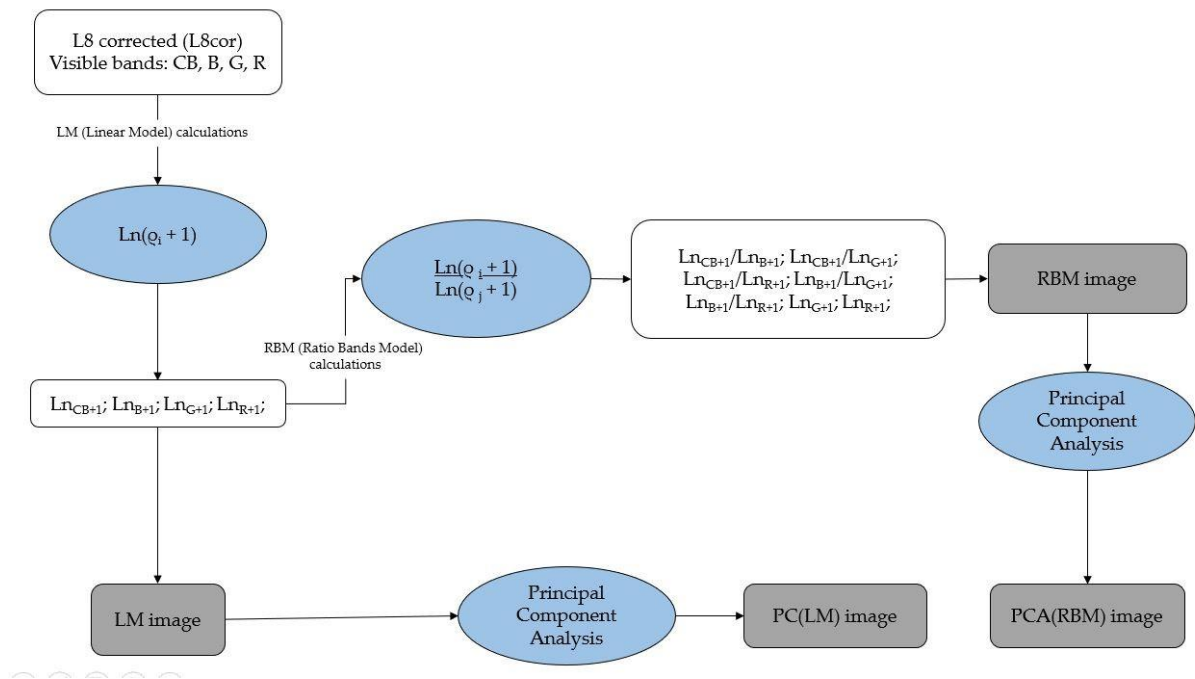 L8 corrected (L8cor)
Visible bands: CB, B, G, R
LM (Linear Model) calculations
Ln(ϱi + 1)
Ln(ϱ i + 1)
Ln(ϱ j + 1)
LnCB+1/LnB+1; LnCB+1/LnG+1;
LnCB+1/LnR+1; LnB+1/LnG+1;
LnB+1/LnR+1; LnG+1; LnR+1;
RBM image
RBM (Ratio Bands Model)
calculations
LnCB+1; LnB+1; LnG+1; LnR+1;
Principal
Component
Analysis
LM image
Principal
Component
Analysis
PC(LM) image
PCA(RBM) image